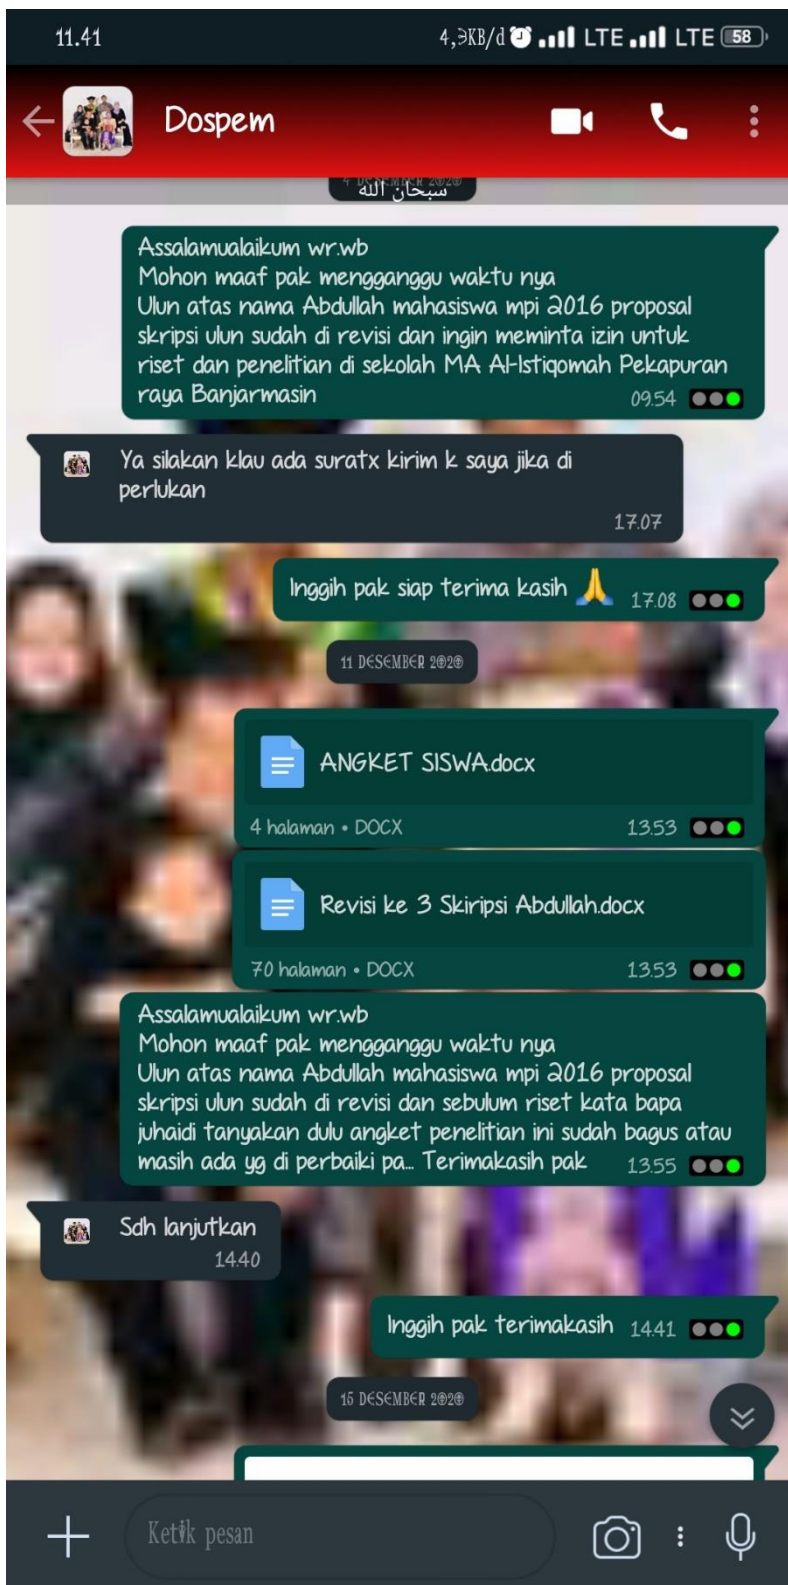 11.41
4,3KB/d LTE LTE 58
Dospem
4 DESEMBER 2020
سبحان الله
Assalamualaikum wr.wb
Mohon maaf pak mengganggu waktu nya
Ulun atas nama Abdullah mahasiswa mpi 2016 proposal
skripsi ulun sudah di revisi dan ingin meminta izin untuk
riset dan penelitian di sekolah MA Al-Istiqomah Pekapuran
raya Banjarmasin
09.54
Ya silakan klau ada suratx kirim k saya jika di
perlukan
17.07
Inggih pak siap terima kasih 🙏 17.08
11 DESEMBER 2020
ANGKET SISWA.docx
4 halaman • DOCX 13.53
Revisi ke 3 Skiripsi Abdullah.docx
70 halaman • DOCX 13.53
Assalamualaikum wr.wb
Mohon maaf pak mengganggu waktu nya
Ulun atas nama Abdullah mahasiswa mpi 2016 proposal
skripsi ulun sudah di revisi dan sebulum riset kata bapa
juhaidi tanyakan dulu angket penelitian ini sudah bagus atau
masih ada yg di perbaiki pa... Terimakasih pak 13.55
Sdh lanjutkan
14.40
Inggih pak terimakasih 14.41
15 DESEMBER 2020
Ketik pesan